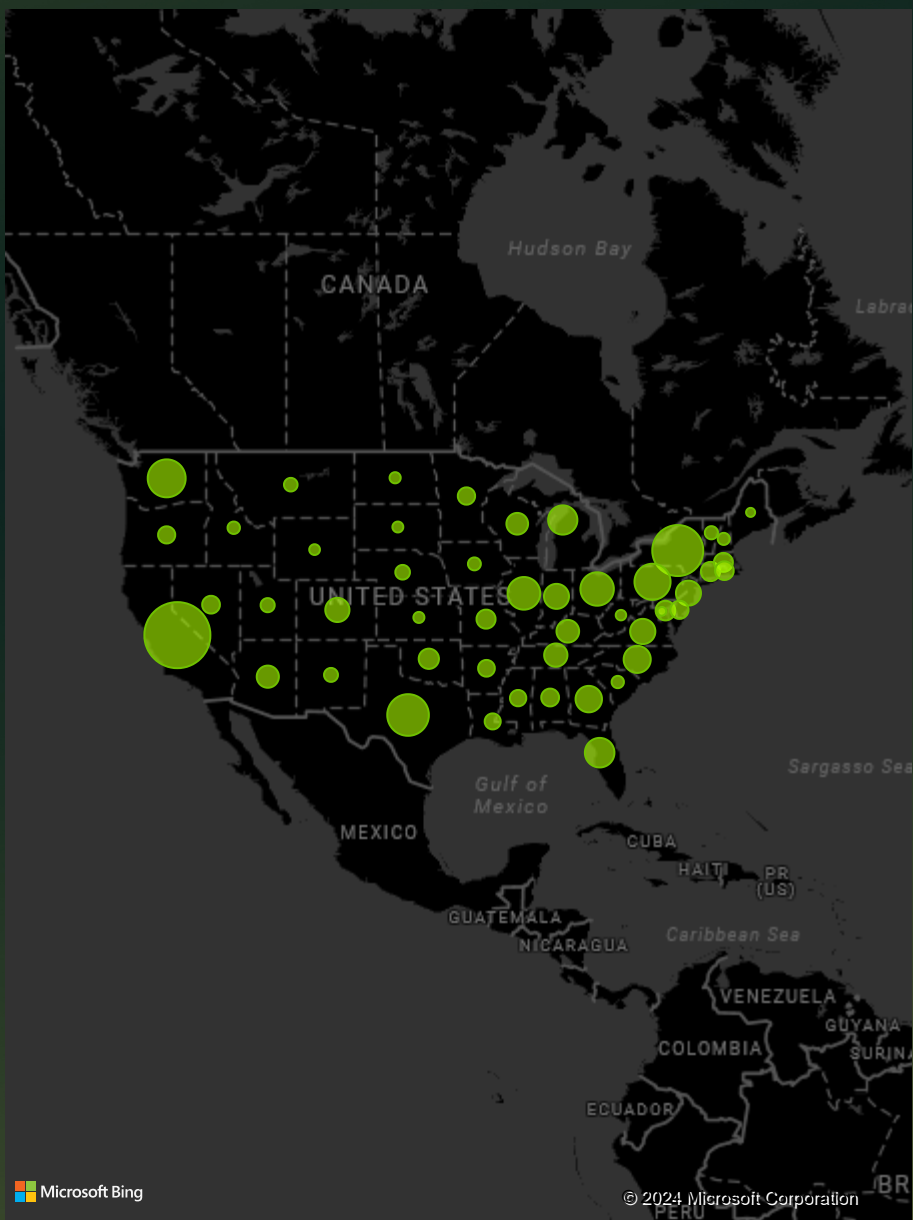 Hudson Bay
CANADA
Labra
UNITED STATES
Sargasso Sea
Gulf of
Mexico
MEXICO
CUBA
HAITI
PR
(US)
GUATEMALA
Caribbean Sea
NICARAGUA
VENEZUELA
GUYANA
COLOMBIA
SURINA
ECUADOR
BR
Microsoft Bing
© 2024 Microsoft Corporation
PERU